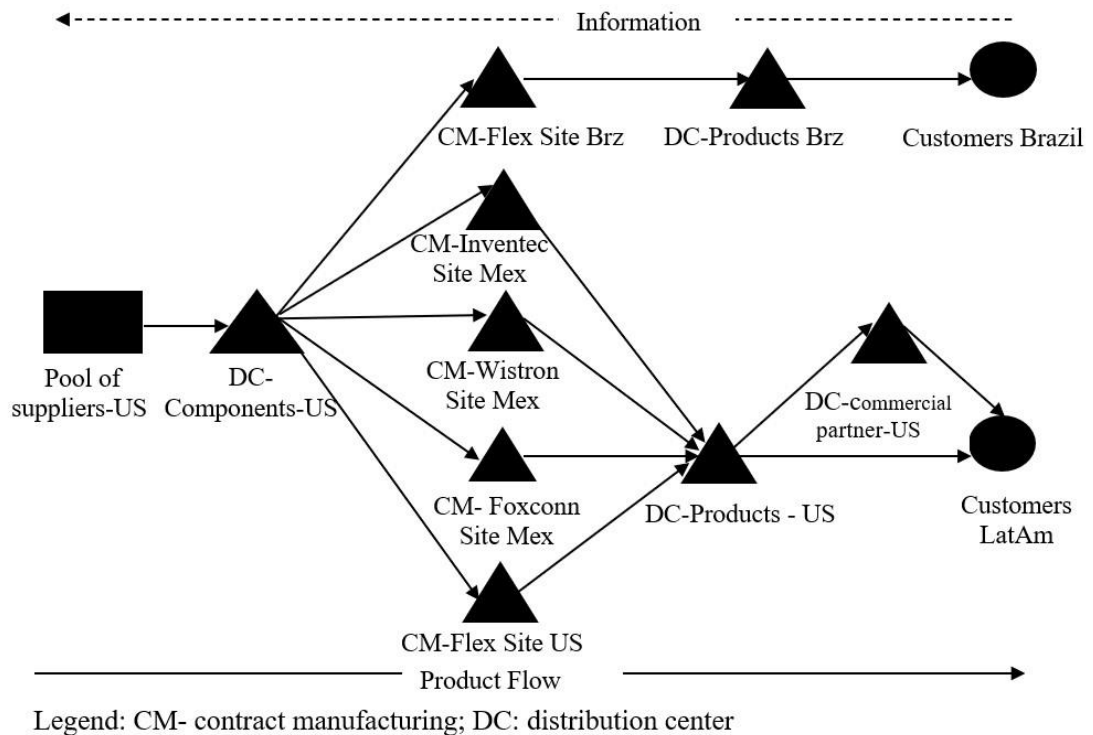 Information
CM-Flex Site Brz
DC-Products Brz
Customers Brazil
CM-Inventec
Site Mex
Pool of
suppliers-US
DC-
Components-US
CM-Wistron
Site Mex
DC-commercial
partner-US
CM- Foxconn
Site Mex
DC-Products - US
Customers
LatAm
CM-Flex Site US
Product Flow
Legend: CM- contract manufacturing; DC: distribution center